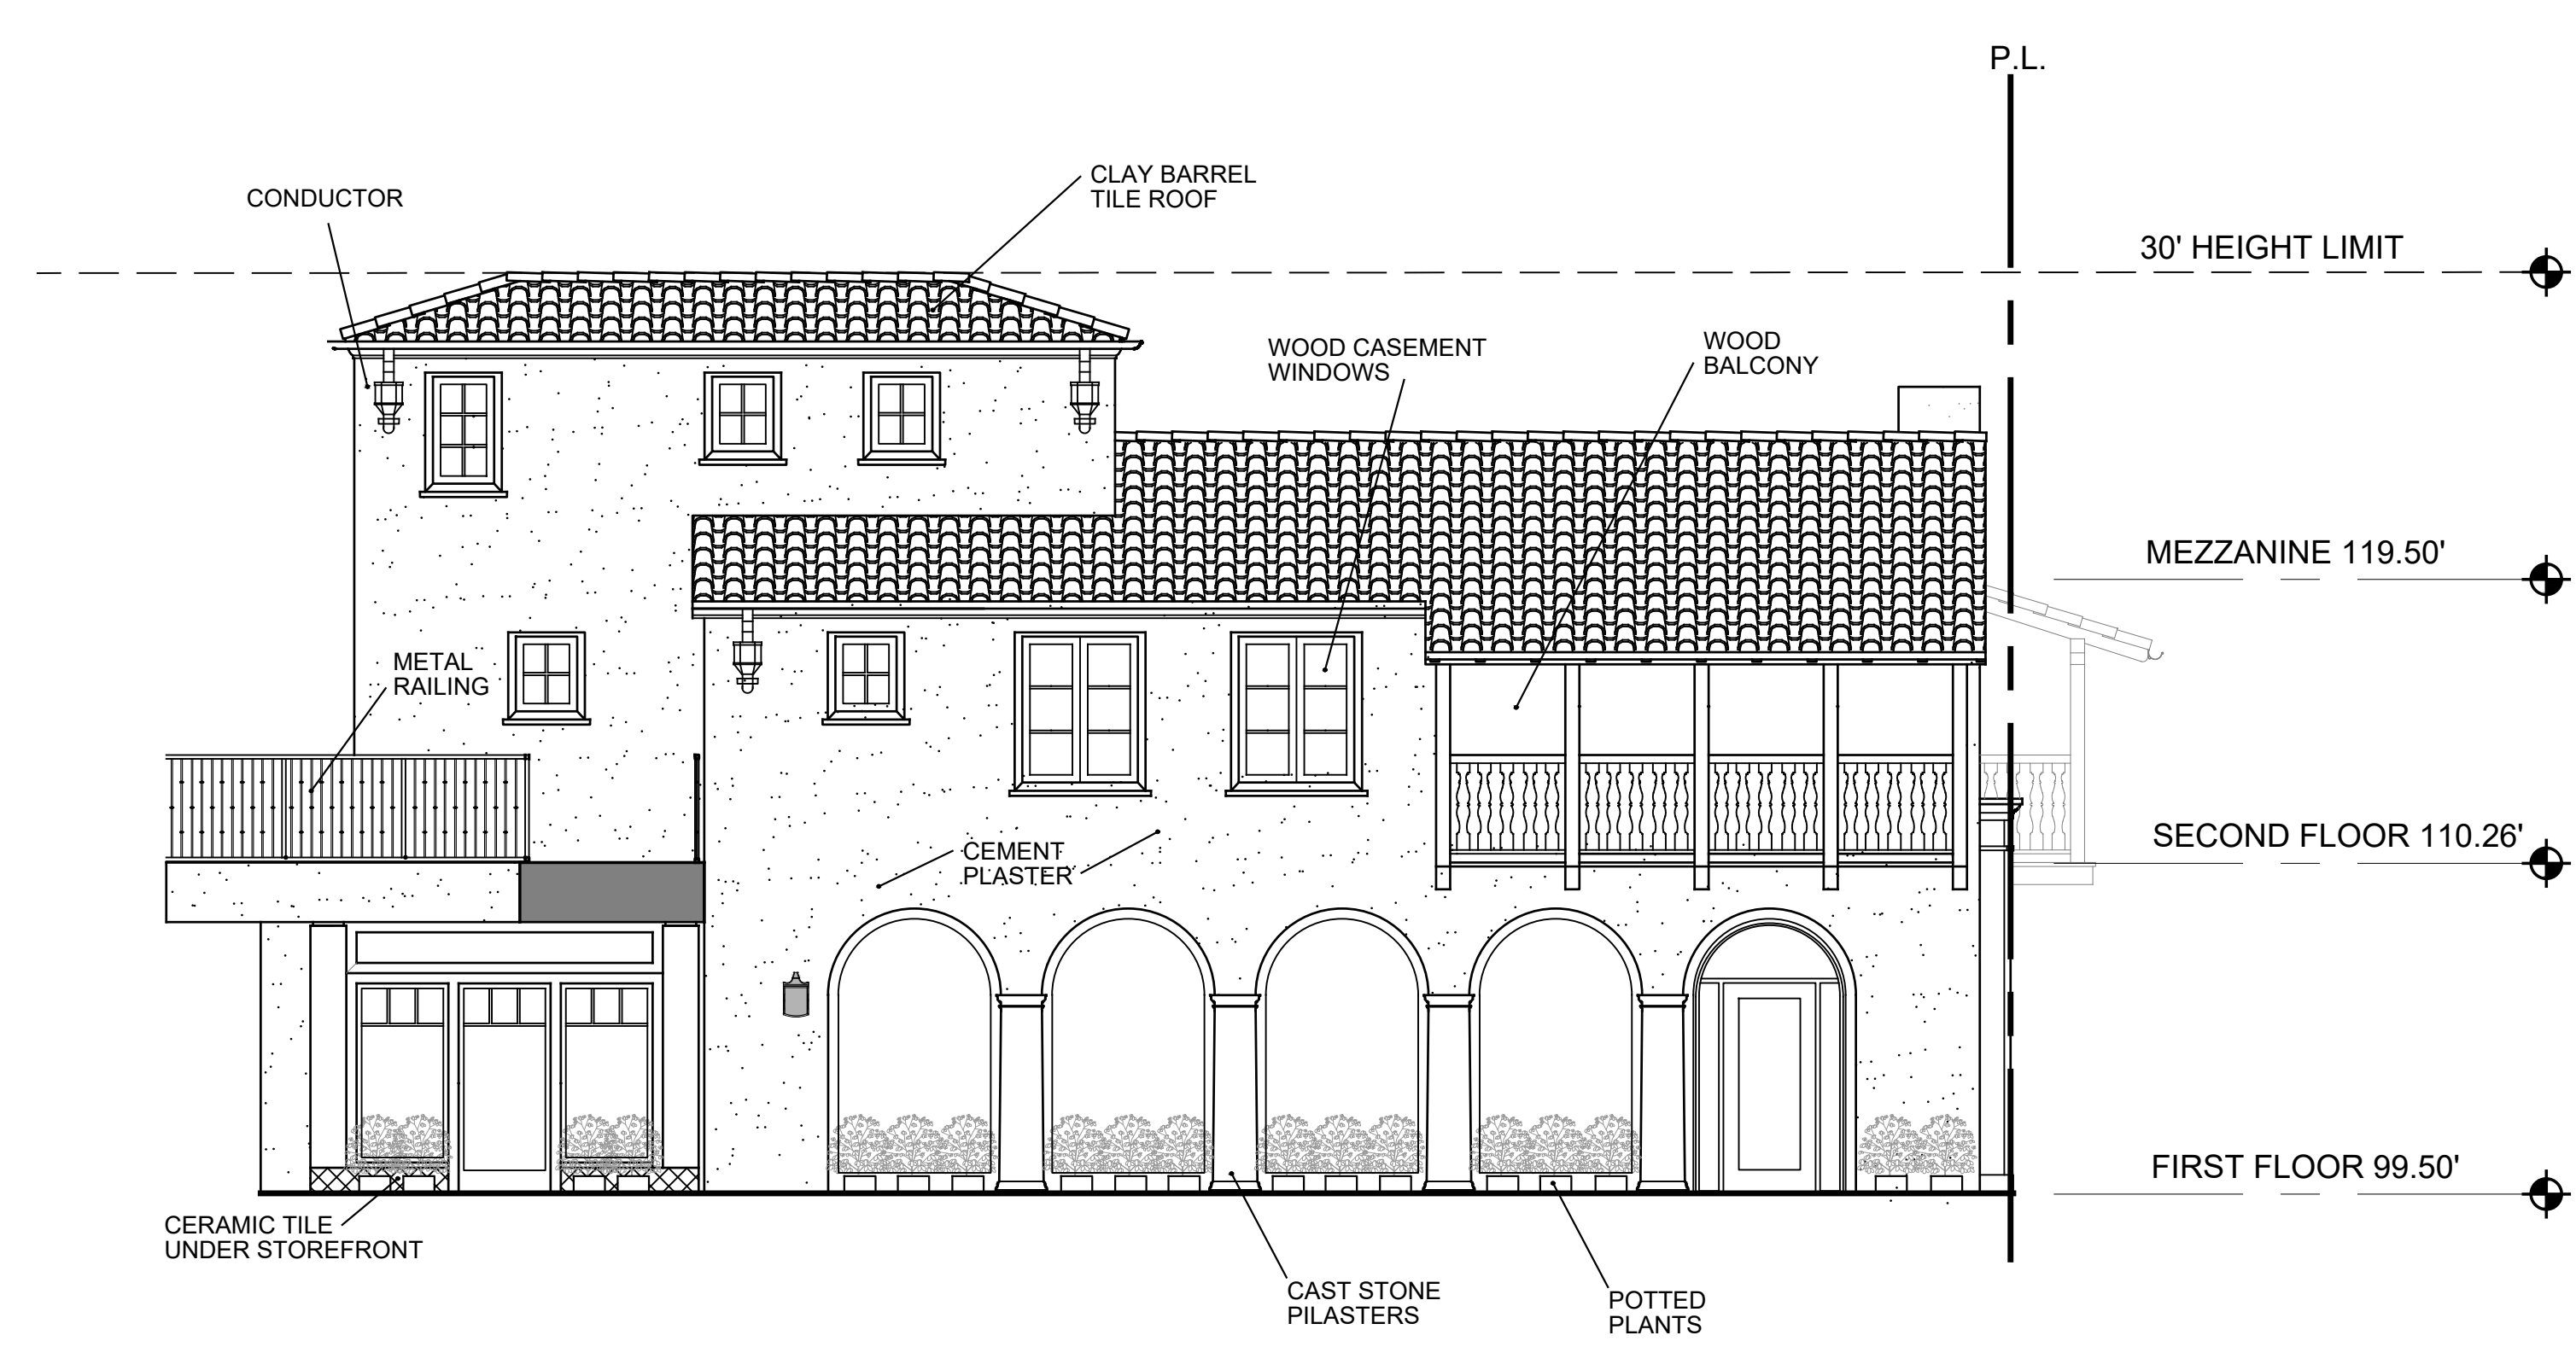 P.L.
CLAY BARREL
TILE ROOF
CONDUCTOR
30' HEIGHT LIMIT
WOOD CASEMENT
WINDOWS
WOOD
BALCONY
MEZZANINE 119.50'
METAL
RAILING
SECOND FLOOR 110.26'
CEMENT
PLASTER
FIRST FLOOR 99.50'
CERAMIC TILE
UNDER STOREFRONT
CAST STONE
PILASTERS
POTTED
PLANTS